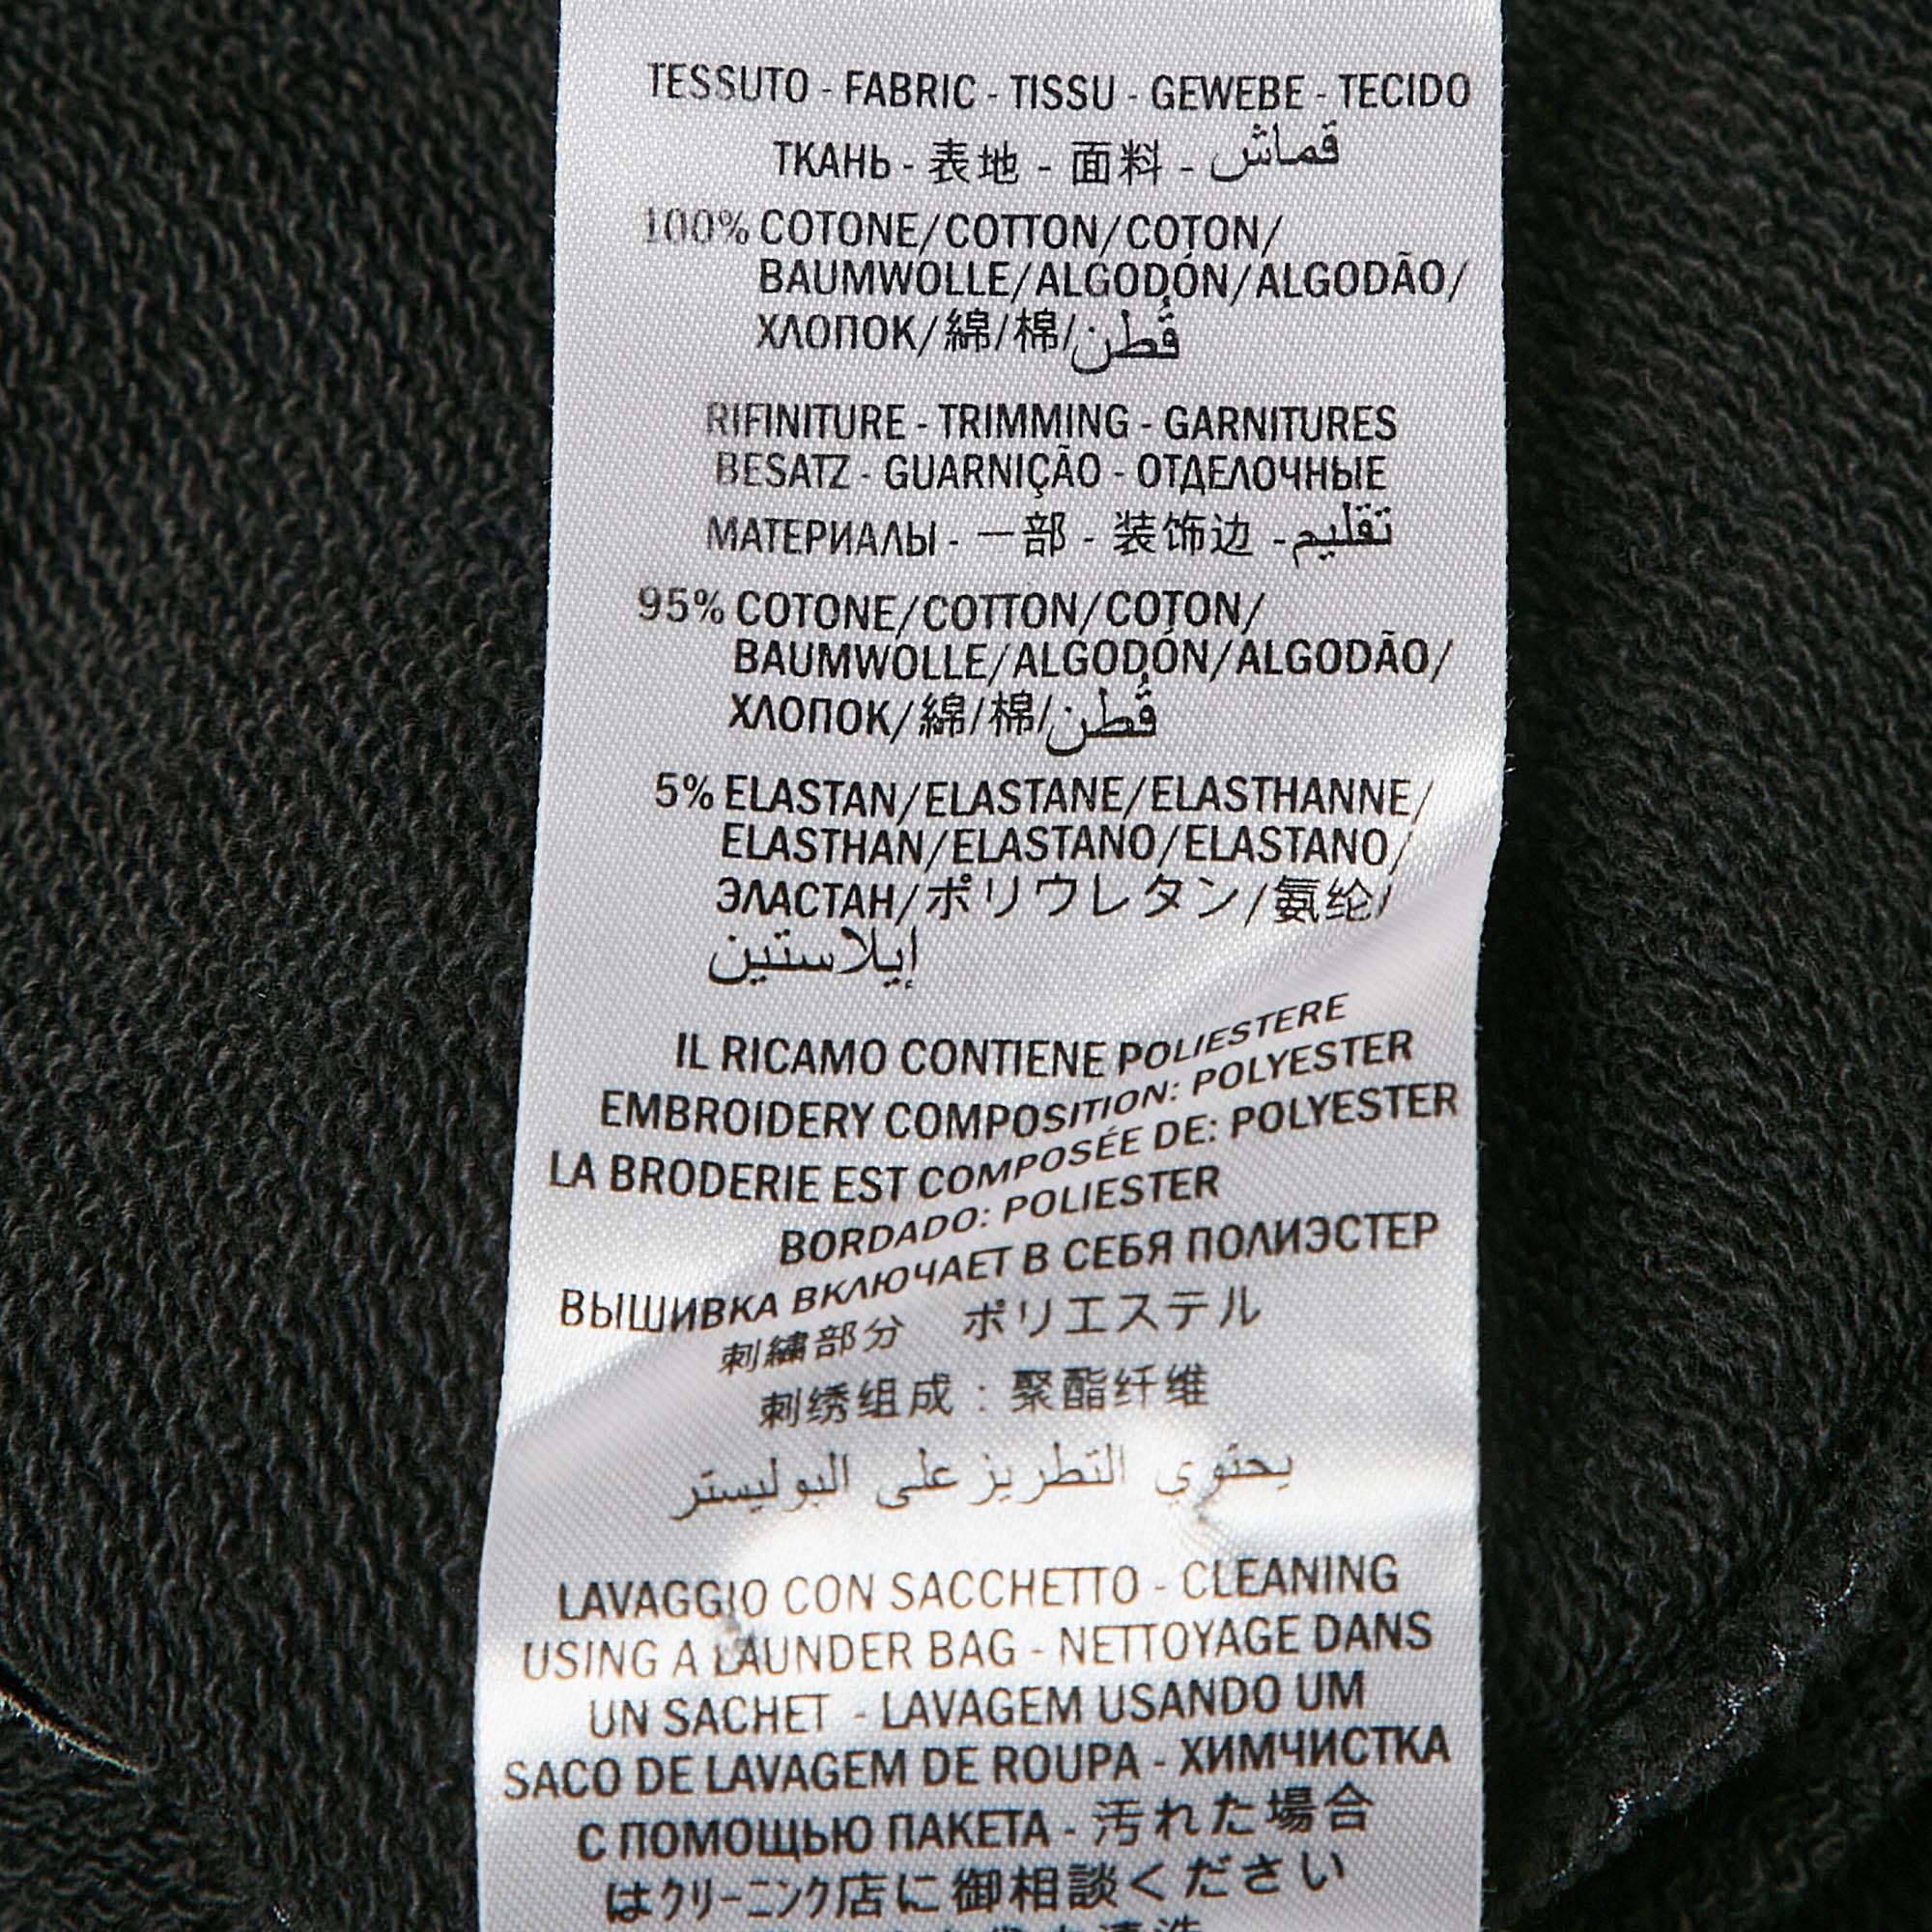 TESSUTO - FABRIC - TISSU - GEWEBE - TECIDO
ТКАНЬ - 表地 - 面料 - قماش
100% COTONE/COTTON/COTON/
BAUMWOLLE/ALGODÓN/ALGODÃO/
ХЛОПОК/綿/棉/قُطن
RIFINITURE - TRIMMING - GARNITURES
BESATZ - GUARNIÇÃO - ОТДЕЛОЧНЫЕ
МАТЕРИАЛЫ - 一部 - 装饰边 - تقليم
95% COTONE/COTTON/COTON/
BAUMWOLLE/ALGODÓN/ALGODÃO/
ХЛОПОК/綿/棉/قُطن
5% ELASTAN/ELASTANE/ELASTHANNE/
ELASTHAN/ELASTANO/ELASTANO/
ЭЛАСТАН/ポリウレタン/氨纶/
إيلاستين
IL RICAMO CONTIENE POLIESTERE
EMBROIDERY COMPOSITION: POLYESTER
LA BRODERIE EST COMPOSÉE DE: POLYESTER
BORDADO: POLIESTER
ВЫШИВКА ВКЛЮЧАЕТ В СЕБЯ ПОЛИЭСТЕР
刺繍部分 ポリエステル
刺绣组成：聚酯纤维
يحتوي التطريز على البوليستر
LAVAGGIO CON SACCHETTO - CLEANING
USING A LAUNDER BAG - NETTOYAGE DANS
UN SACHET - LAVAGEM USANDO UM
SACO DE LAVAGEM DE ROUPA - ХИМЧИСТКА
С ПОМОЩЬЮ ПАКЕТА - 汚れた場合
はクリーニング店に御相談ください